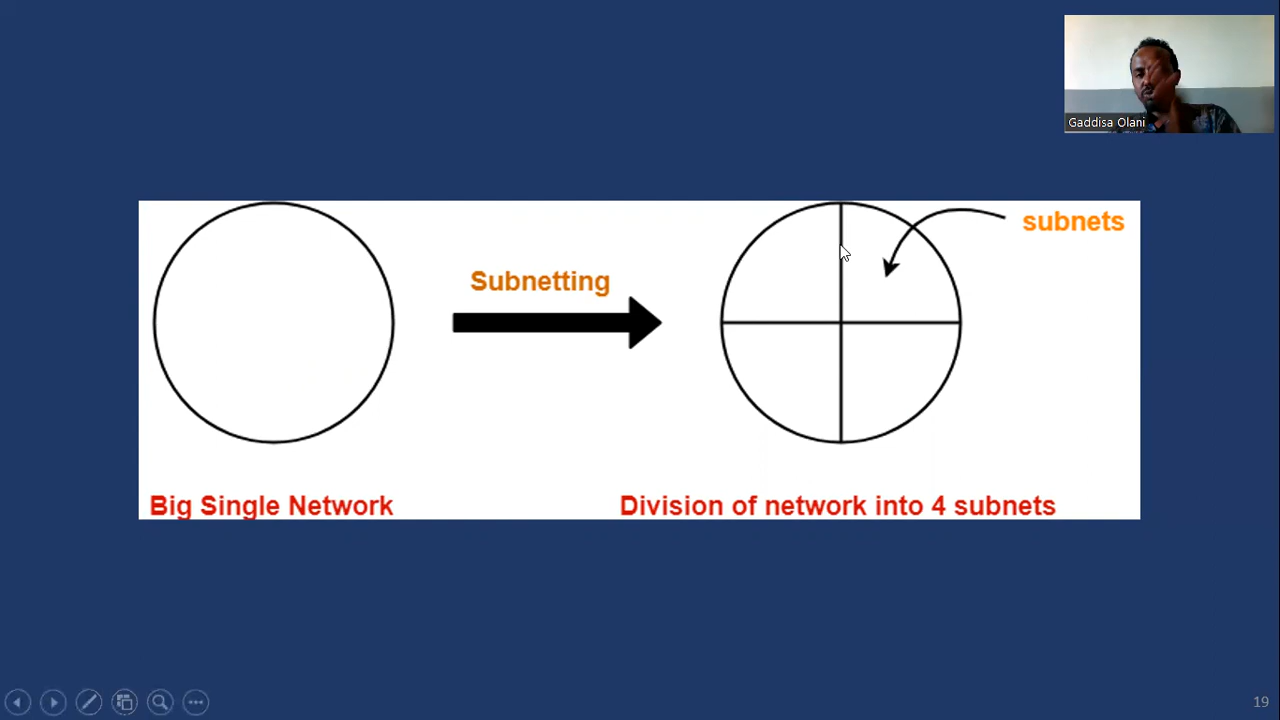 Gaddisa Olani
subnets
Subnetting
Big Single Network
Division of network into 4 subnets
19